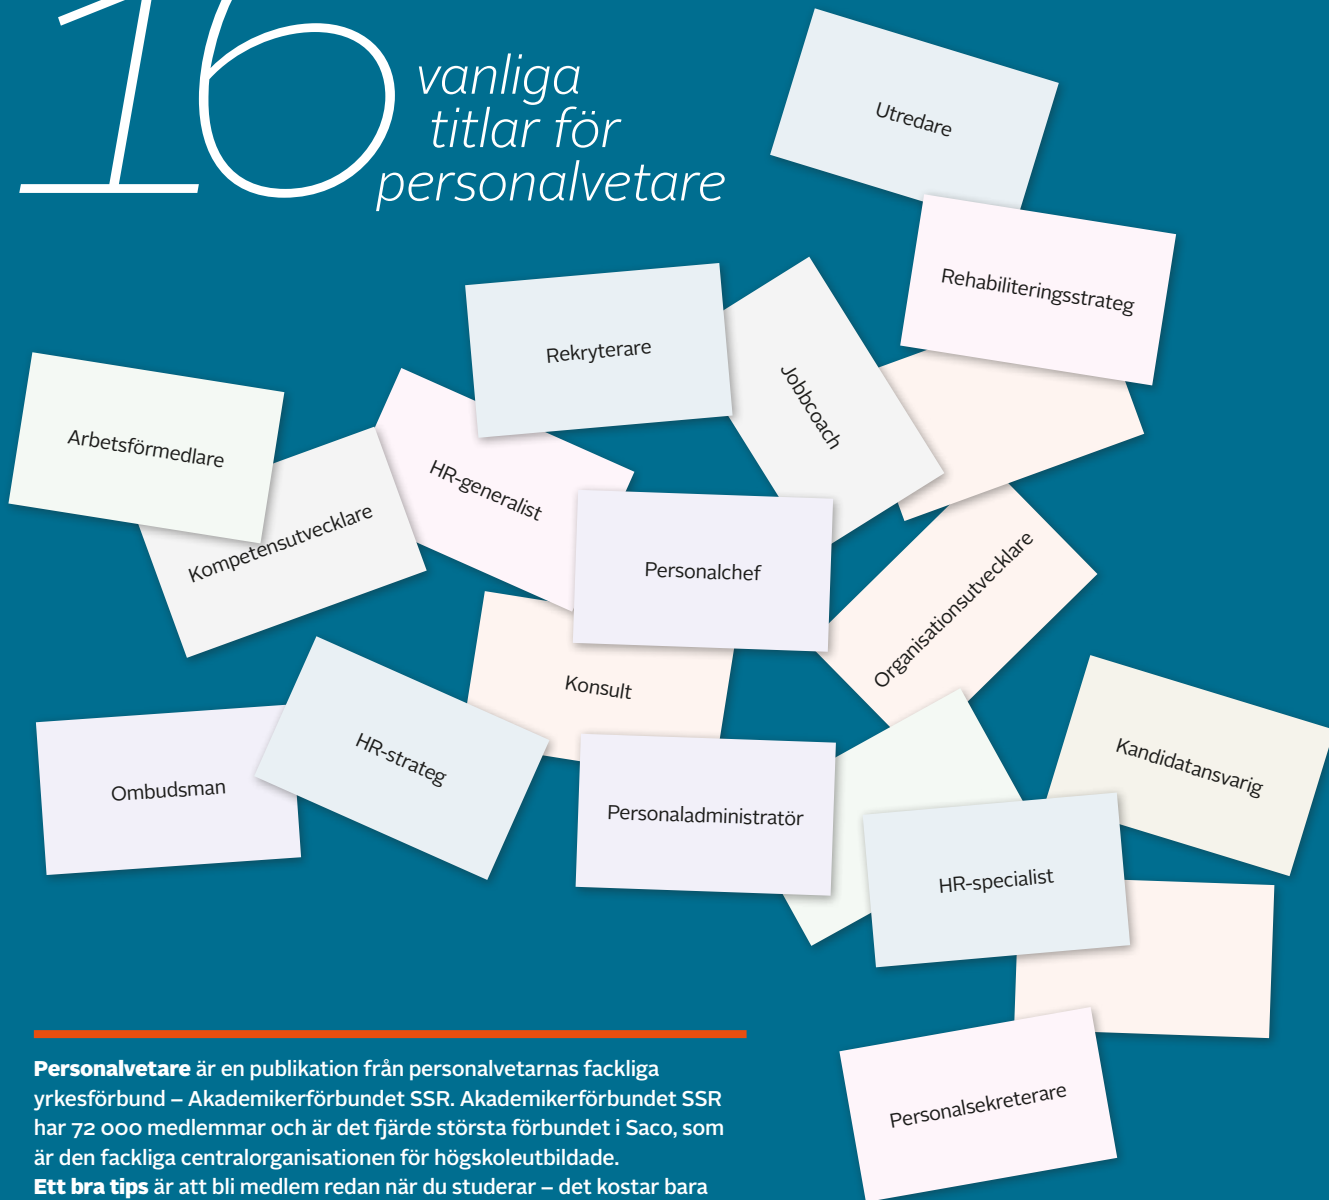 16
vanliga
titlar för
personalvetare
Utredare
Rehabiliteringsstrateg
Rekryterare
Jobbcoach
Arbetsförmedlare
HR-generalist
Kompetensutvecklare
Personalchef
Organisationsutvecklare
Konsult
HR-strateg
Ombudsman
Kandidatansvarig
Personaladministratör
HR-specialist
Personalsekreterare
Personalvetare är en publikation från personalvetarnas fackliga
yrkesförbund – Akademikerförbundet SSR. Akademikerförbundet SSR
har 72 000 medlemmar och är det fjärde största förbundet i Saco, som
är den fackliga centralorganisationen för högskoleutbildade.
Ett bra tips är att bli medlem redan när du studerar – det kostar bara